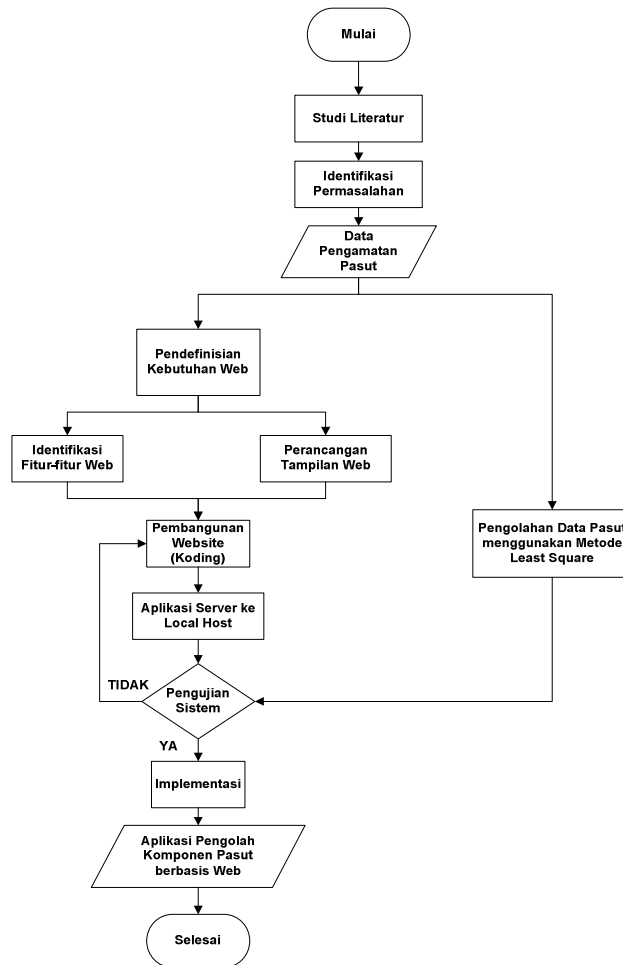 Mulai
Studi Literatur
Identifikasi
Permasalahan
Data
Pengamatan
Pasut
Pendefinisian
Kebutuhan Web
Identifikasi
Fitur-fitur Web
Perancangan
Tampilan Web
Pembangunan
Website
(Koding)
Pengolahan Data Pasut
menggunakan Metode
Least Square
Aplikasi Server ke
Local Host
TIDAK
Pengujian
Sistem
YA
Implementasi
Aplikasi Pengolah
Komponen Pasut
berbasis Web
Selesai